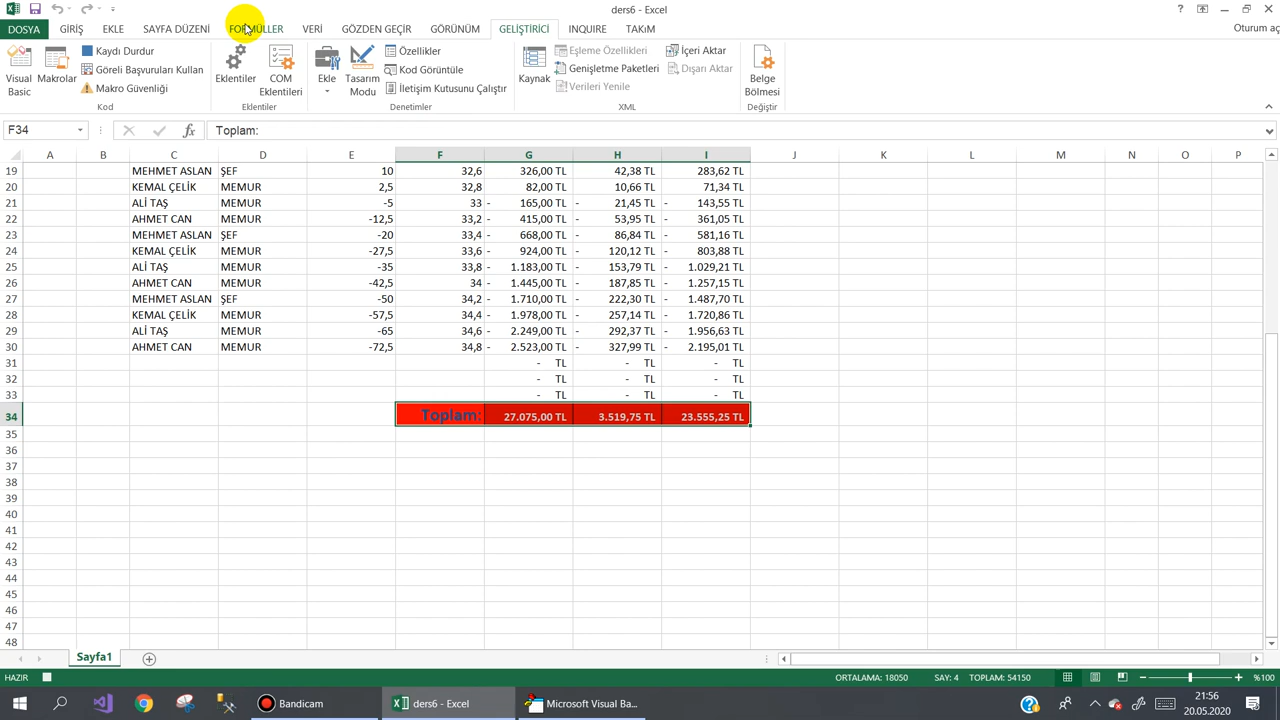 ders6 - Excel
?
DOSYA GİRİŞ EKLE SAYFA DÜZENİ FORMÜLLER VERİ GÖZDEN GEÇİR GÖRÜNÜM GELİŞTİRİCİ INQUIRE TAKıM Oturum aç
Visual Basic
Makrolar
Kaydı Durdur
Göreli Başvuruları Kullan
Makro Güvenliği
Kod
Eklentiler
COM Eklentileri
Eklentiler
Ekle
Tasarım Modu
Özellikler
Kod Görüntüle
İletişim Kutusunu Çalıştır
Denetimler
Kaynak
Eşleme Özellikleri
Genişletme Paketleri
Verileri Yenile
İçeri Aktar
Dışarı Aktar
XML
Belge Bölmesi
Değiştir
F34 fx Toplam:
A B C D E F G H I J K L M N O P
19 MEHMET ASLAN ŞEF 10 32,6 326,00 TL 42,38 TL 283,62 TL
20 KEMAL ÇELİK MEMUR 2,5 32,8 82,00 TL 10,66 TL 71,34 TL
21 ALİ TAŞ MEMUR -5 33 - 165,00 TL - 21,45 TL - 143,55 TL
22 AHMET CAN MEMUR -12,5 33,2 - 415,00 TL - 53,95 TL - 361,05 TL
23 MEHMET ASLAN ŞEF -20 33,4 - 668,00 TL - 86,84 TL - 581,16 TL
24 KEMAL ÇELİK MEMUR -27,5 33,6 - 924,00 TL - 120,12 TL - 803,88 TL
25 ALİ TAŞ MEMUR -35 33,8 - 1.183,00 TL - 153,79 TL - 1.029,21 TL
26 AHMET CAN MEMUR -42,5 34 - 1.445,00 TL - 187,85 TL - 1.257,15 TL
27 MEHMET ASLAN ŞEF -50 34,2 - 1.710,00 TL - 222,30 TL - 1.487,70 TL
28 KEMAL ÇELİK MEMUR -57,5 34,4 - 1.978,00 TL - 257,14 TL - 1.720,86 TL
29 ALİ TAŞ MEMUR -65 34,6 - 2.249,00 TL - 292,37 TL - 1.956,63 TL
30 AHMET CAN MEMUR -72,5 34,8 - 2.523,00 TL - 327,99 TL - 2.195,01 TL
31 - TL - TL - TL
32 - TL - TL - TL
33 - TL - TL - TL
34 Toplam: 27.075,00 TL 3.519,75 TL 23.555,25 TL
35
36
37
38
39
40
41
42
43
44
45
46
47
48
Sayfa1
HAZIR ORTALAMA: 18050 SAY: 4 TOPLAM: 54150 %100
Bandicam ders6 - Excel Microsoft Visual Ba... 21:56
20.05.2020